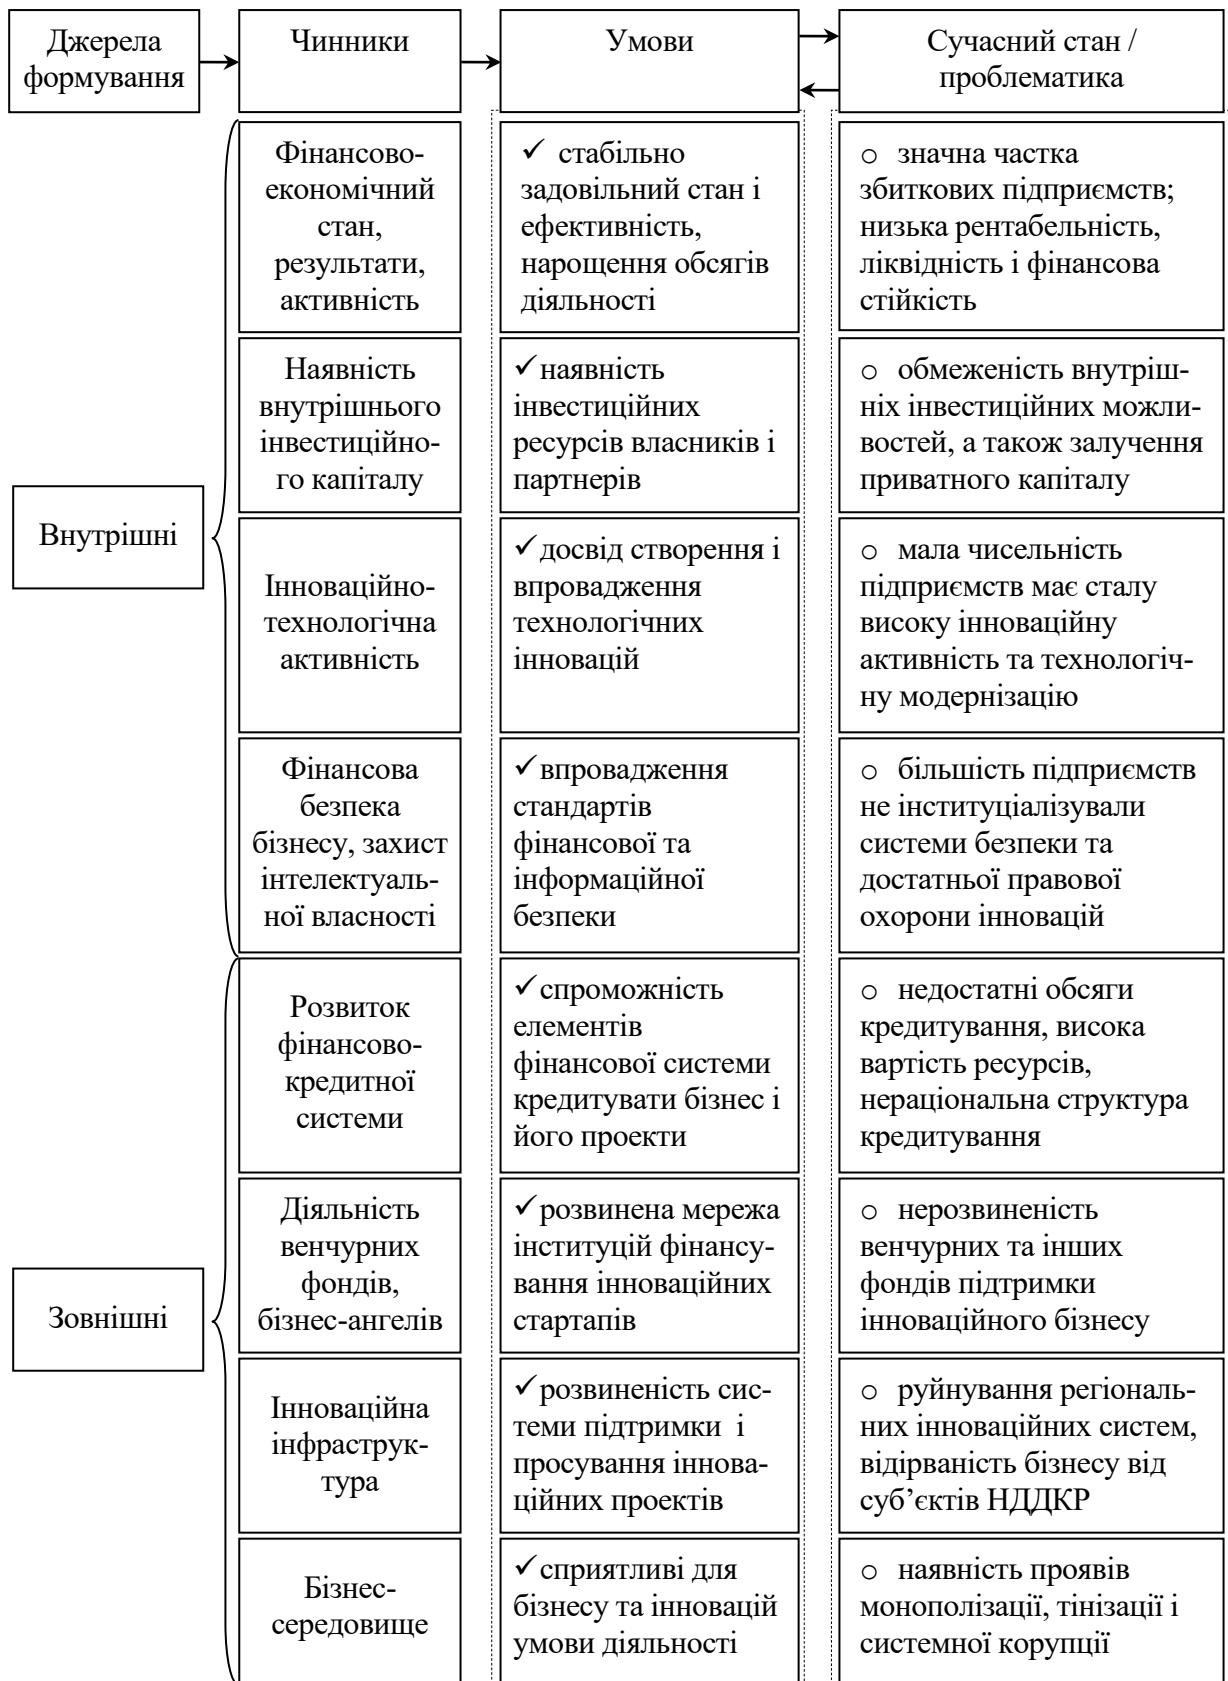 Джерела
формування
Чинники
Умови
Сучасний стан /
проблематика
Внутрішні
Фінансово-
економічний
стан,
результати,
активність
✓ стабільно
задовільний стан і
ефективність,
нарощення обсягів
діяльності
○ значна частка
збиткових підприємств;
низька рентабельність,
ліквідність і фінансова
стійкість
Наявність
внутрішнього
інвестиційно-
го капіталу
✓наявність
інвестиційних
ресурсів власників і
партнерів
○ обмеженість внутріш-
ніх інвестиційних можли-
востей, а також залучення
приватного капіталу
Інноваційно-
технологічна
активність
✓досвід створення і
впровадження
технологічних
інновацій
○ мала чисельність
підприємств має сталу
високу інноваційну
активність та технологіч-
ну модернізацію
Фінансова
безпека
бізнесу, захист
інтелектуаль-
ної власності
✓впровадження
стандартів
фінансової та
інформаційної
безпеки
○ більшість підприємств
не інституціалізували
системи безпеки та
достатньої правової
охорони інновацій
Зовнішні
Розвиток
фінансово-
кредитної
системи
✓спроможність
елементів
фінансової системи
кредитувати бізнес і
його проекти
○ недостатні обсяги
кредитування, висока
вартість ресурсів,
нераціональна структура
кредитування
Діяльність
венчурних
фондів,
бізнес-ангелів
✓розвинена мережа
інституцій фінансу-
вання інноваційних
стартапів
○ нерозвиненість
венчурних та інших
фондів підтримки
інноваційного бізнесу
Інноваційна
інфраструк-
тура
✓розвиненість сис-
теми підтримки і
просування іннова-
ційних проектів
○ руйнування регіональ-
них інноваційних систем,
відірваність бізнесу від
суб’єктів НДДКР
Бізнес-
середовище
✓сприятливі для
бізнесу та інновацій
умови діяльності
○ наявність проявів
монополізації, тінізації і
системної корупції